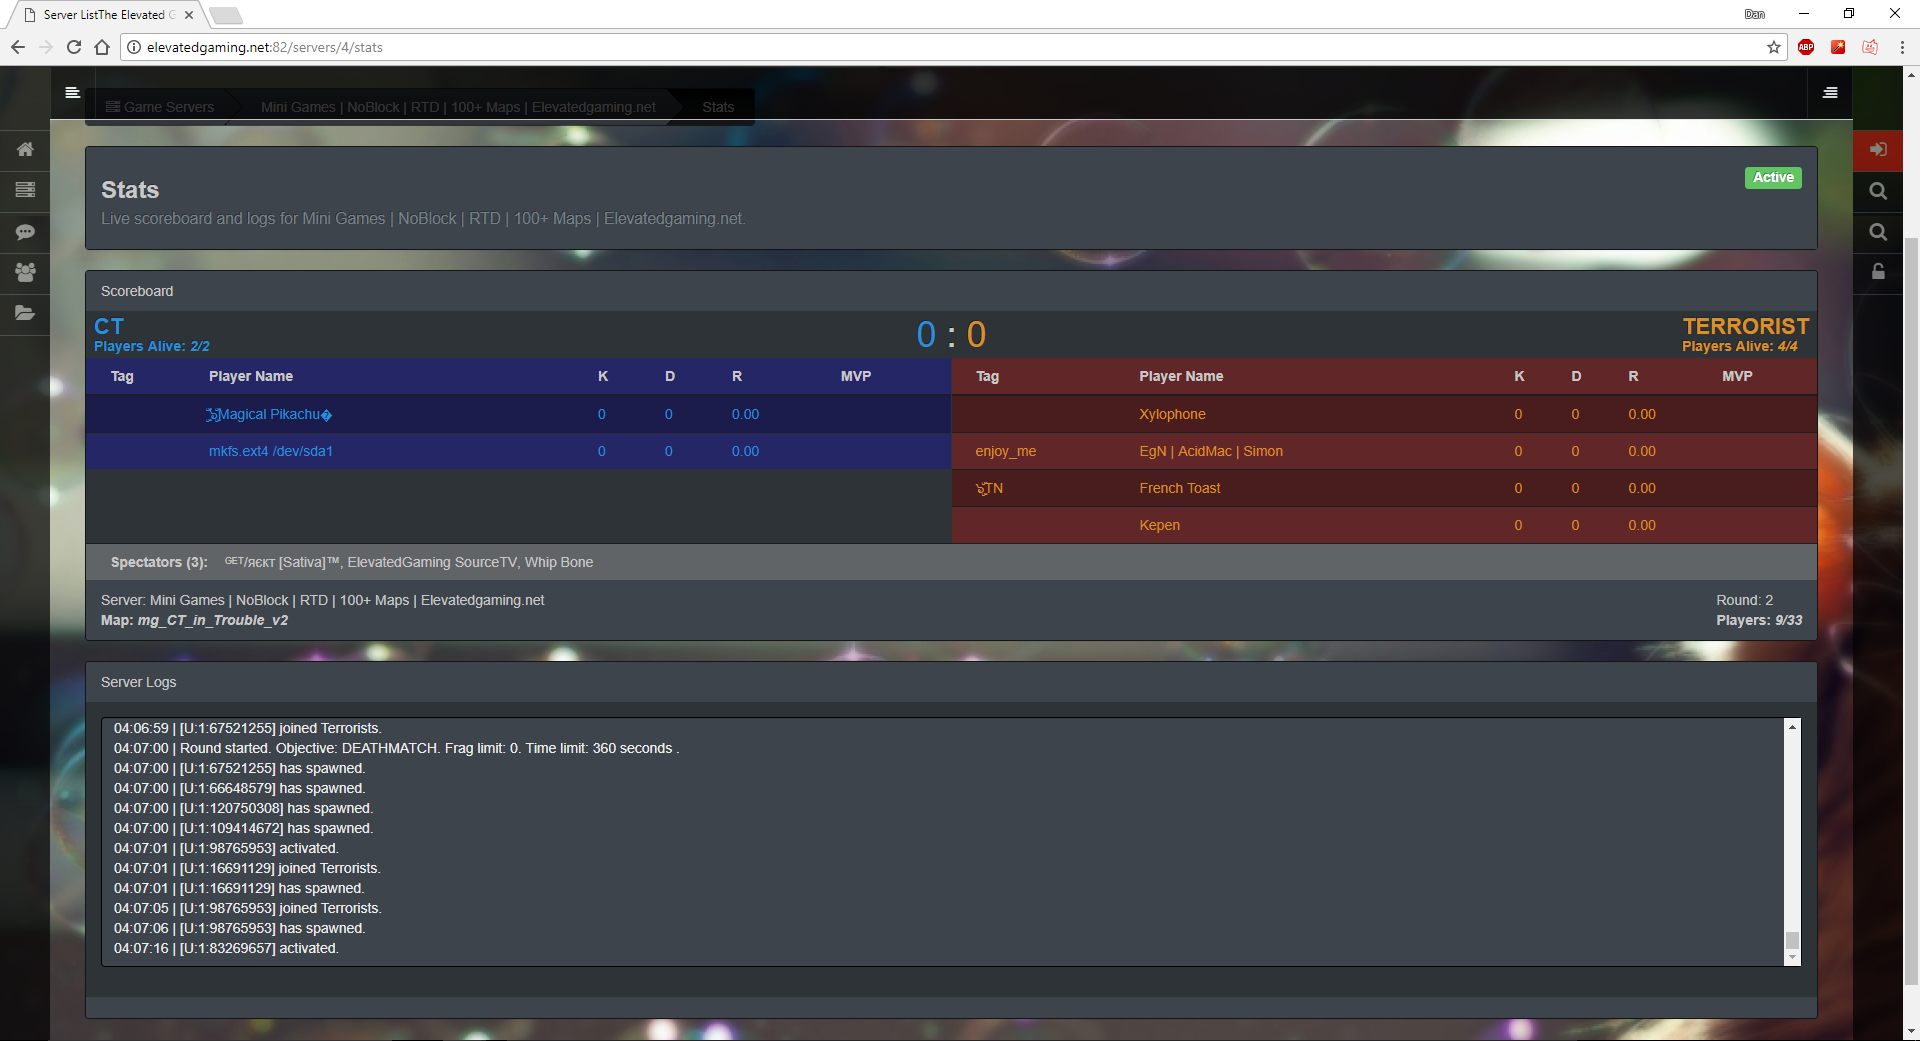 Server ListThe Elevated G
Dan
elevatedgaming.net:82/servers/4/stats
ABP
Game Servers
Mini Games | NoBlock | RTD | 100+ Maps | Elevatedgaming.net
Stats
Stats
Active
Live scoreboard and logs for Mini Games | NoBlock | RTD | 100+ Maps | Elevatedgaming.net.
Scoreboard
CT
Players Alive: 2/2
0 : 0
TERRORIST
Players Alive: 4/4
Tag Player Name K D R MVP
Magical Pikachu� 0 0 0.00
mkfs.ext4 /dev/sda1 0 0 0.00
Tag Player Name K D R MVP
Xylophone 0 0 0.00
enjoy_me EgN | AcidMac | Simon 0 0 0.00
TN French Toast 0 0 0.00
Kepen 0 0 0.00
Spectators (3): ᴳᴱᵀ/ᴙєкт [Sativa]™, ElevatedGaming SourceTV, Whip Bone
Server: Mini Games | NoBlock | RTD | 100+ Maps | Elevatedgaming.net
Round: 2
Map: mg_CT_in_Trouble_v2
Players: 9/33
Server Logs
04:06:59 | [U:1:67521255] joined Terrorists.
04:07:00 | Round started. Objective: DEATHMATCH. Frag limit: 0. Time limit: 360 seconds .
04:07:00 | [U:1:67521255] has spawned.
04:07:00 | [U:1:66648579] has spawned.
04:07:00 | [U:1:120750308] has spawned.
04:07:00 | [U:1:109414672] has spawned.
04:07:01 | [U:1:98765953] activated.
04:07:01 | [U:1:16691129] joined Terrorists.
04:07:01 | [U:1:16691129] has spawned.
04:07:05 | [U:1:98765953] joined Terrorists.
04:07:06 | [U:1:98765953] has spawned.
04:07:16 | [U:1:83269657] activated.